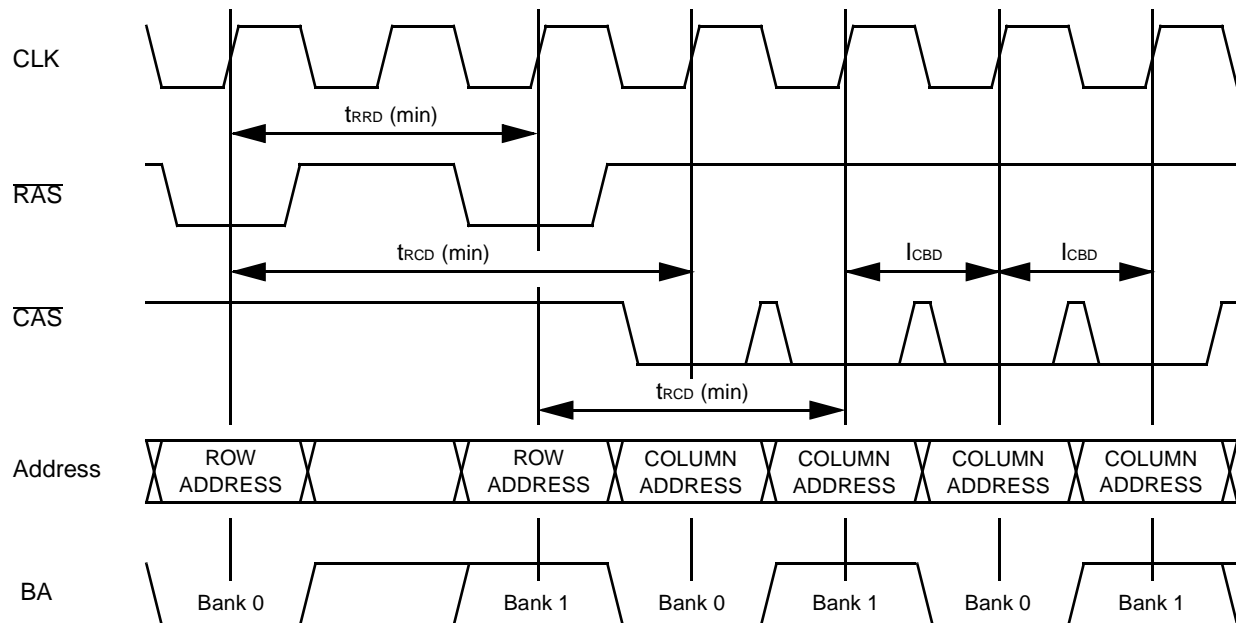 CLK
tRRD (min)
RAS
tRCD (min)
ICBD
ICBD
CAS
tRCD (min)
Address
ROW
ADDRESS
ROW
ADDRESS
COLUMN
ADDRESS
COLUMN
ADDRESS
COLUMN
ADDRESS
COLUMN
ADDRESS
BA
Bank 0
Bank 1
Bank 0
Bank 1
Bank 0
Bank 1